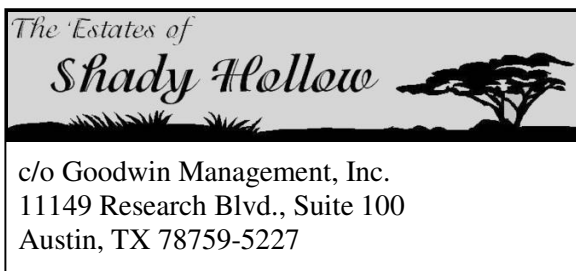 The Estates of
Shady Hollow
c/o Goodwin Management, Inc.
11149 Research Blvd., Suite 100
Austin, TX 78759-5227